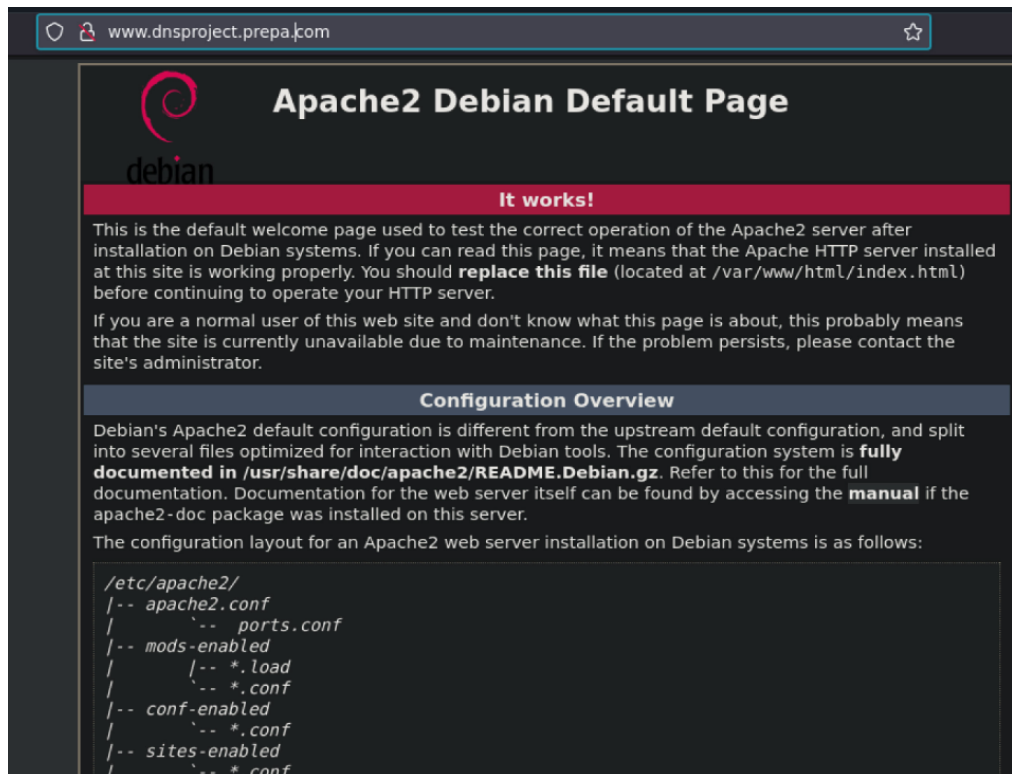 www.dnsproject.prepa.com
debian
Apache2 Debian Default Page
It works!
This is the default welcome page used to test the correct operation of the Apache2 server after
installation on Debian systems. If you can read this page, it means that the Apache HTTP server installed
at this site is working properly. You should replace this file (located at /var/www/html/index.html)
before continuing to operate your HTTP server.
If you are a normal user of this web site and don't know what this page is about, this probably means
that the site is currently unavailable due to maintenance. If the problem persists, please contact the
site's administrator.
Configuration Overview
Debian's Apache2 default configuration is different from the upstream default configuration, and split
into several files optimized for interaction with Debian tools. The configuration system is fully
documented in /usr/share/doc/apache2/README.Debian.gz. Refer to this for the full
documentation. Documentation for the web server itself can be found by accessing the manual if the
apache2-doc package was installed on this server.
The configuration layout for an Apache2 web server installation on Debian systems is as follows:
/etc/apache2/
|-- apache2.conf
|       `--  ports.conf
|-- mods-enabled
|       |-- *.load
|       `-- *.conf
|-- conf-enabled
|       `-- *.conf
|-- sites-enabled
|       `-- *.conf